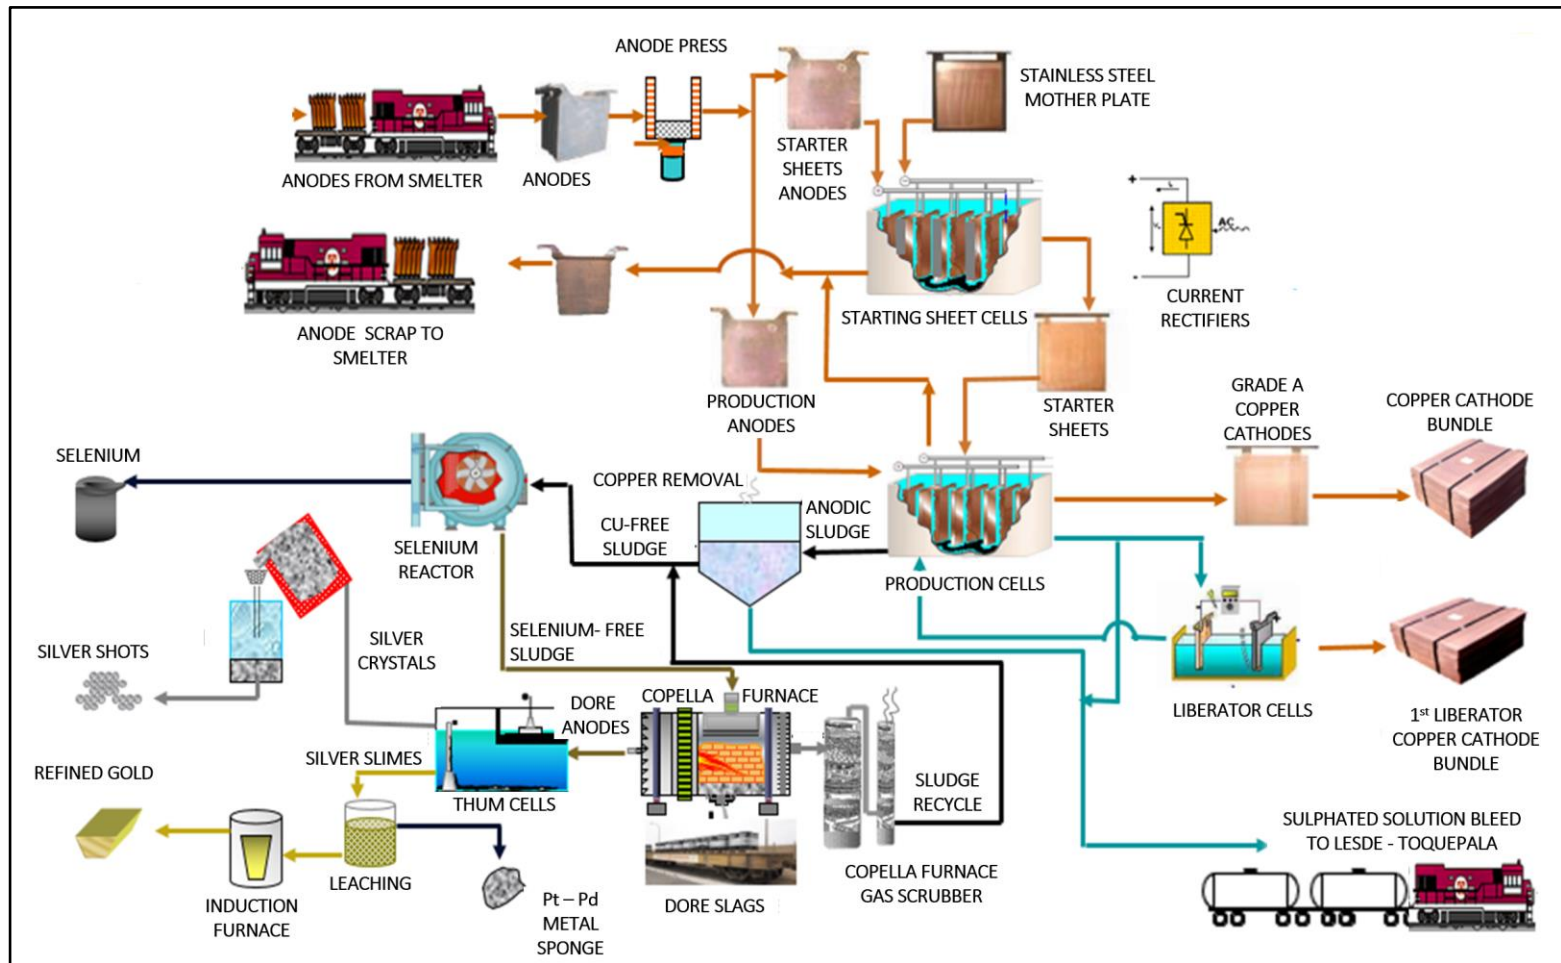 ANODE PRESS
STAINLESS STEEL
MOTHER PLATE
ANODES FROM SMELTER
ANODES
STARTER
SHEETS
ANODES
+
AC
-
CURRENT
RECTIFIERS
STARTING SHEET CELLS
ANODE SCRAP TO
SMELTER
PRODUCTION
ANODES
STARTER
SHEETS
GRADE A
COPPER
CATHODES
COPPER CATHODE
BUNDLE
SELENIUM
COPPER REMOVAL
ANODIC
SLUDGE
CU-FREE
SLUDGE
SELENIUM
REACTOR
PRODUCTION CELLS
SILVER SHOTS
SILVER
CRYSTALS
SELENIUM- FREE
SLUDGE
COPELLA FURNACE
DORE
ANODES
LIBERATOR CELLS
1st LIBERATOR
COPPER CATHODE
BUNDLE
REFINED GOLD
SILVER SLIMES
THUM CELLS
SLUDGE
RECYCLE
SULPHATED SOLUTION BLEED
TO LESDE - TOQUEPALA
LEACHING
COPELLA FURNACE
GAS SCRUBBER
DORE SLAGS
INDUCTION
FURNACE
Pt – Pd
METAL
SPONGE